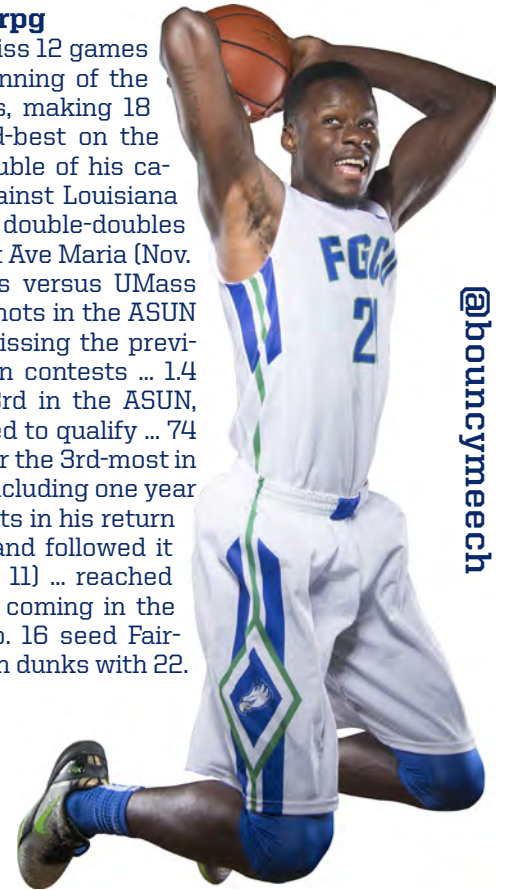 rpg
iss 12 games
nning of the
s, making 18
d-best on the
uble of his ca-
ainst Louisiana
double-doubles
t Ave Maria (Nov.
s versus UMass
hots in the ASUN
issing the previ-
n contests ... 1.4
rd in the ASUN,
ed to qualify ... 74
r the 3rd-most in
cluding one year
ts in his return
and followed it
11) ... reached
coming in the
o. 16 seed Fair-
n dunks with 22.
FGCU
@bouncymeech